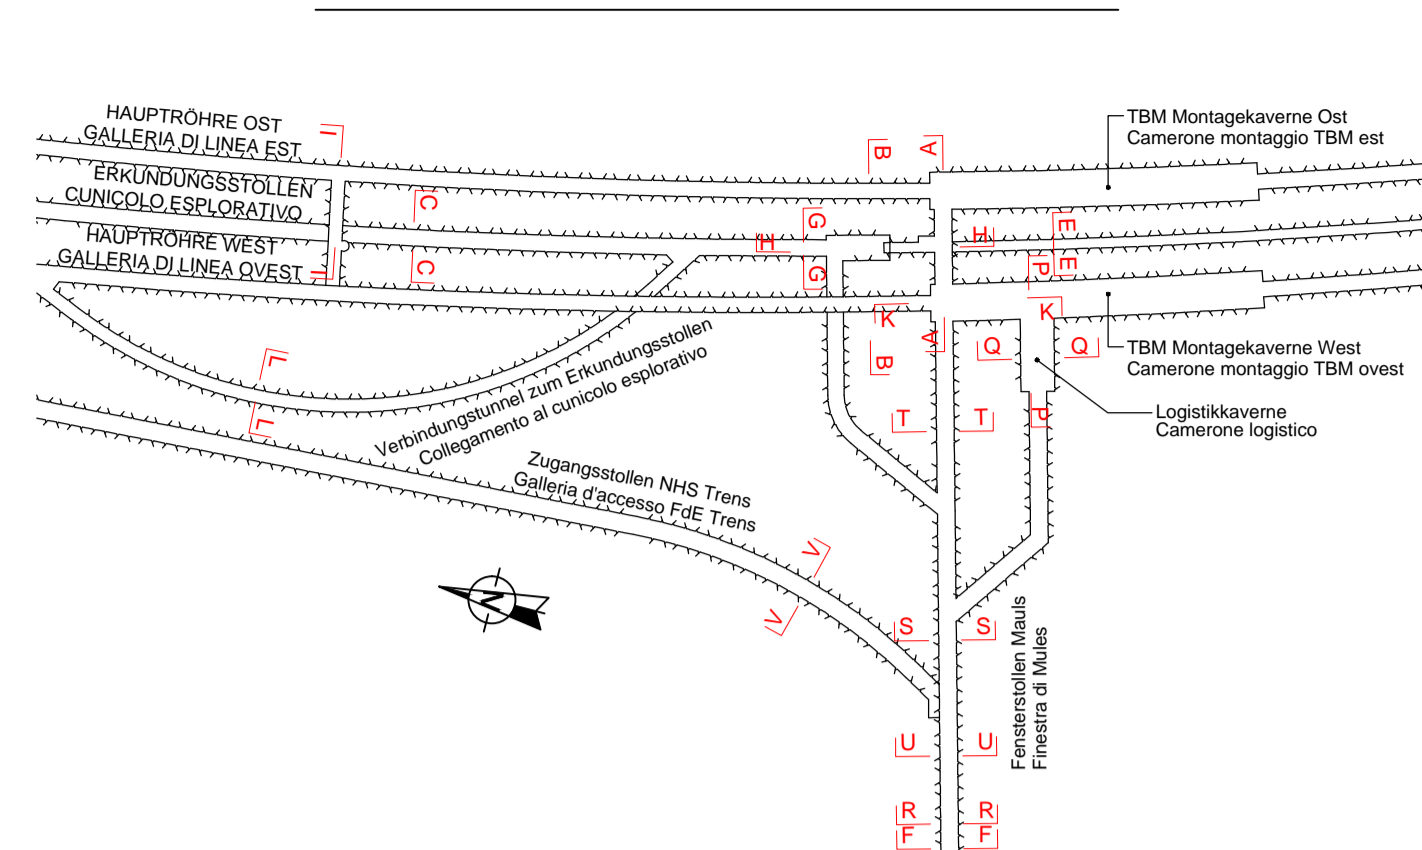 HAUPTRÖHRE OST
GALLERIA DI LINEA EST
ERKUNDUNGSSTOLLEN
CUNICOLO ESPLORATIVO
HAUPTRÖHRE WEST
GALLERIA DI LINEA OVEST
I
I
C
C
B
A
G
G
H
H
E
E
P
K
K
A
B
Q
Q
TBM Montagekaverne Ost
Camerone montaggio TBM est
TBM Montagekaverne West
Camerone montaggio TBM ovest
Logistikkaverne
Camerone logistico
L
L
T
T
P
Verbindungstunnel zum Erkundungsstollen
Collegamento al cunicolo esplorativo
Zugangsstollen NHS Trens
Galleria d'accesso FdE Trens
V
V
N
S
S
Fensterstollen Mauls
Finestra di Mules
U
U
R
R
F
F